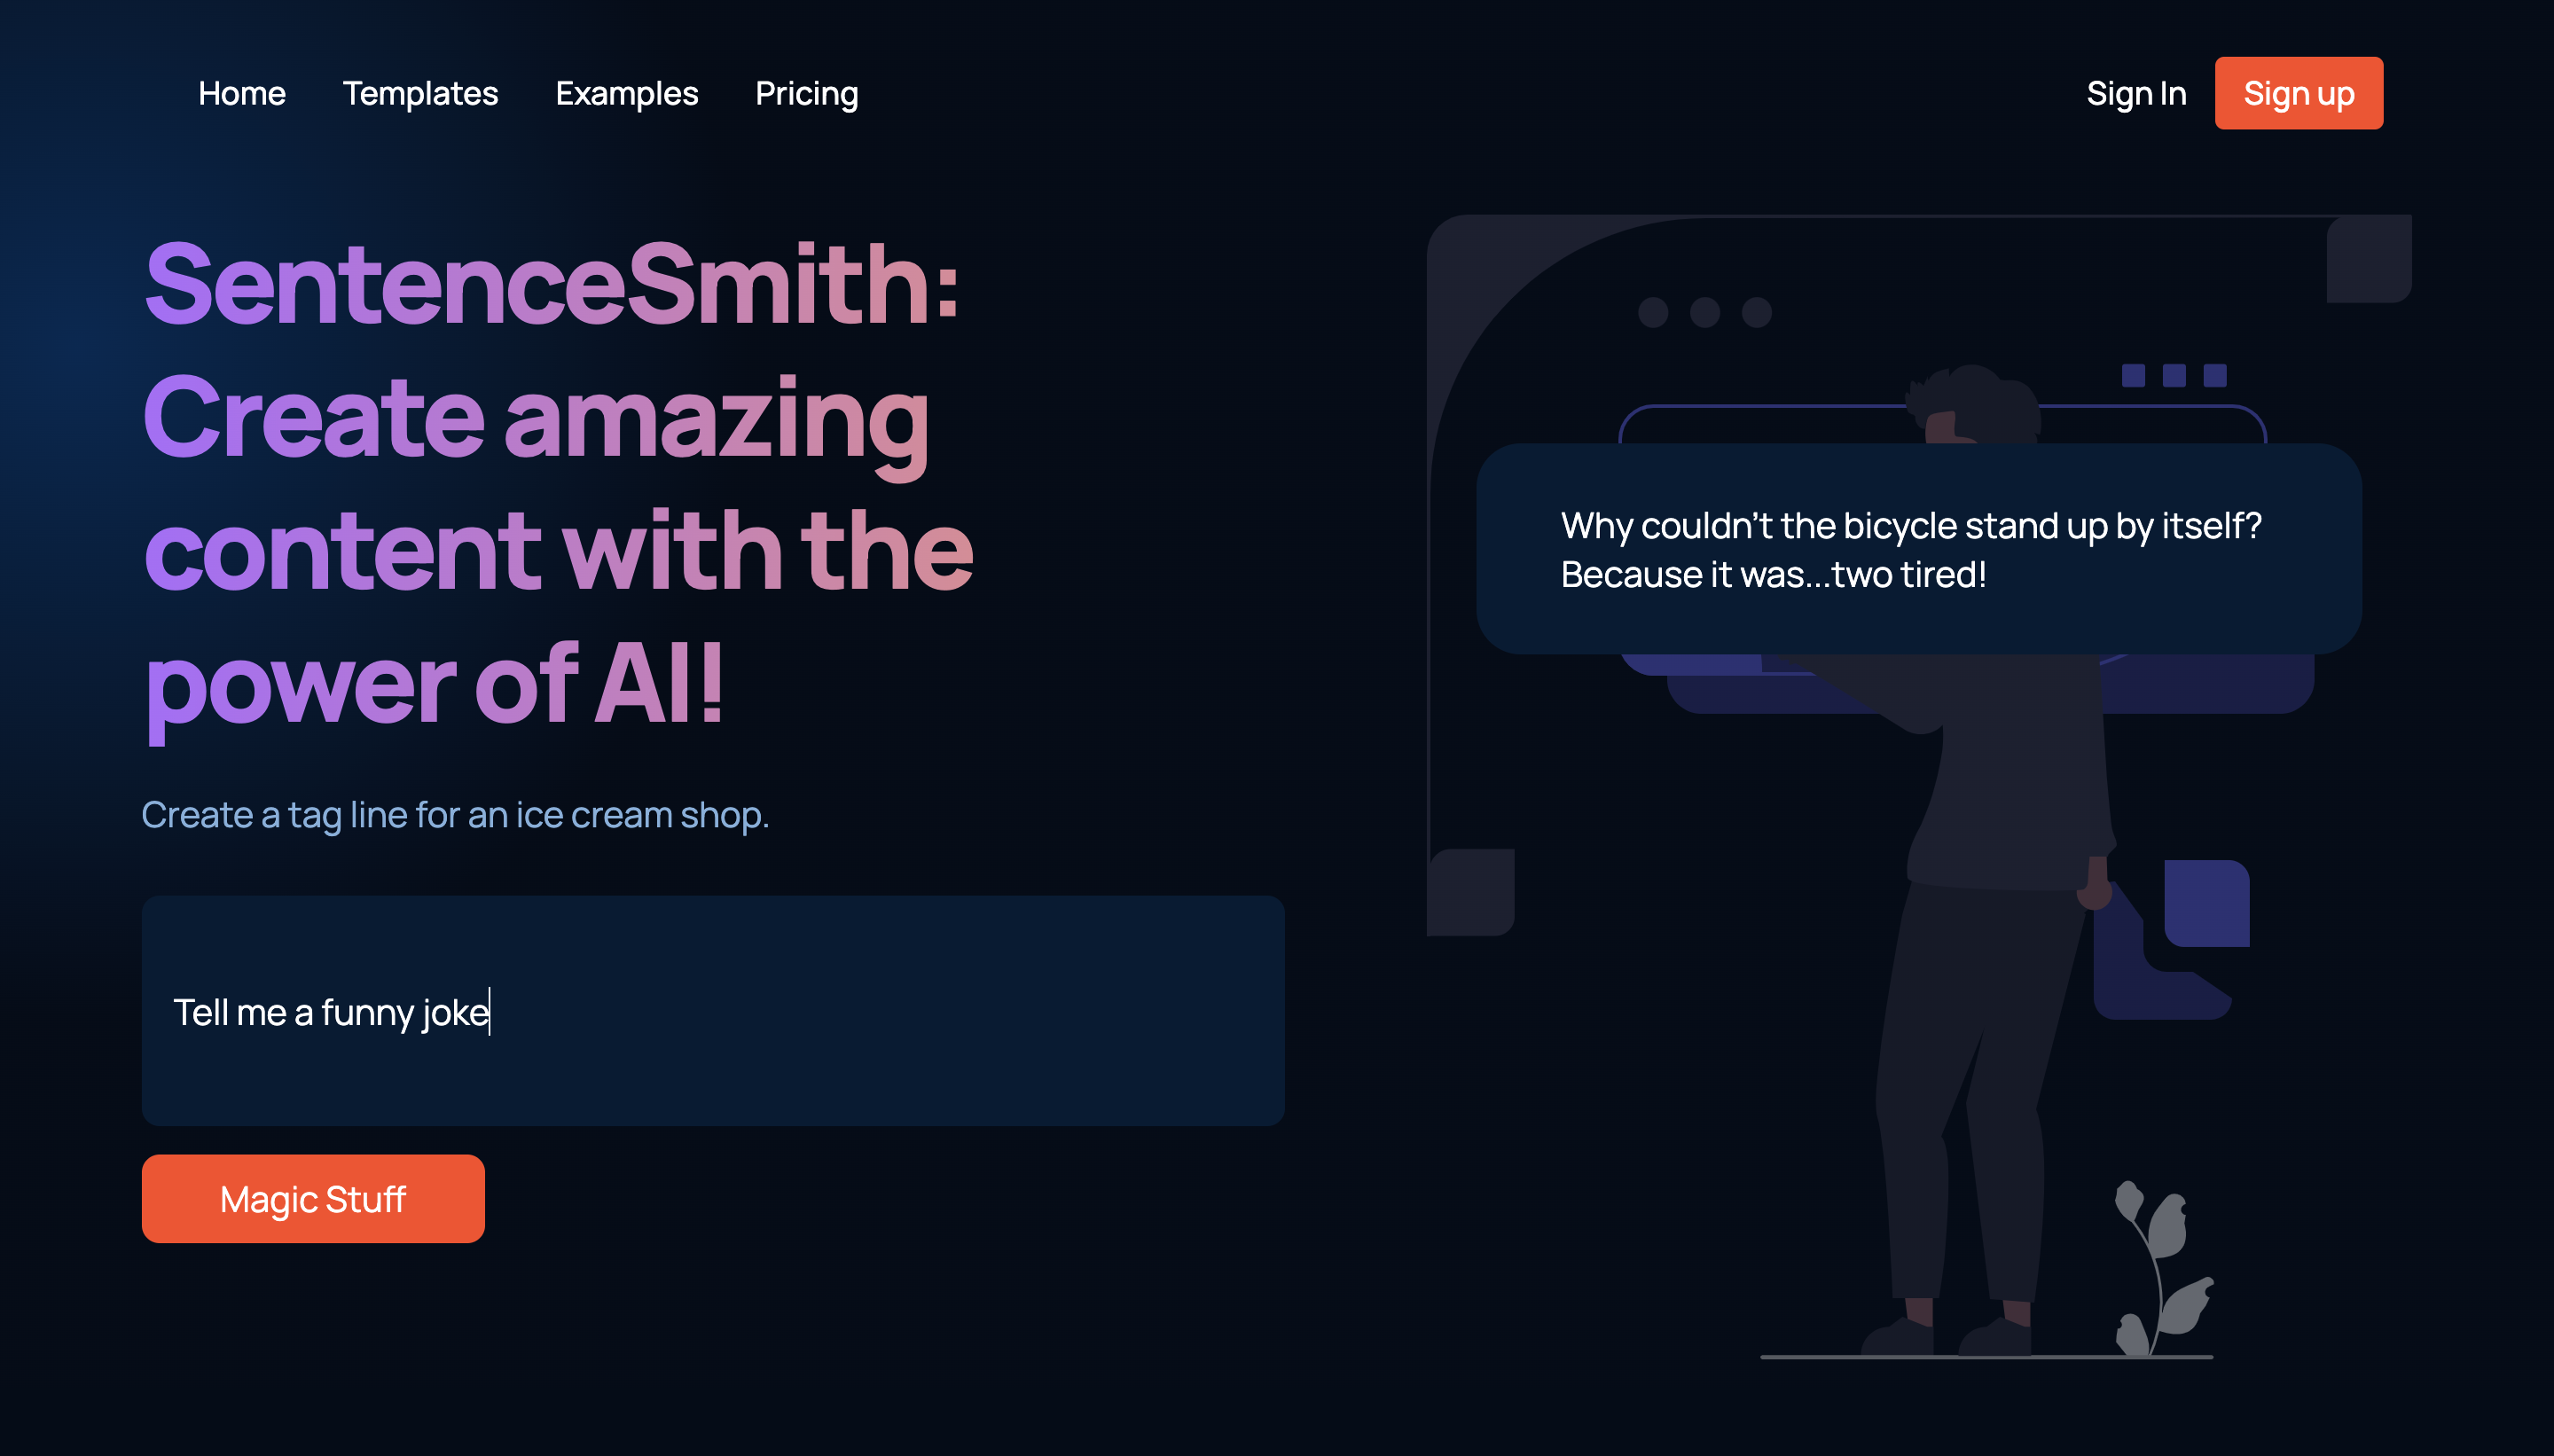 Home Templates Examples Pricing Sign In Sign up
SentenceSmith:
Create amazing
content with the
power of AI!
Create a tag line for an ice cream shop.
Tell me a funny joke
Magic Stuff
Why couldn't the bicycle stand up by itself?
Because it was...two tired!